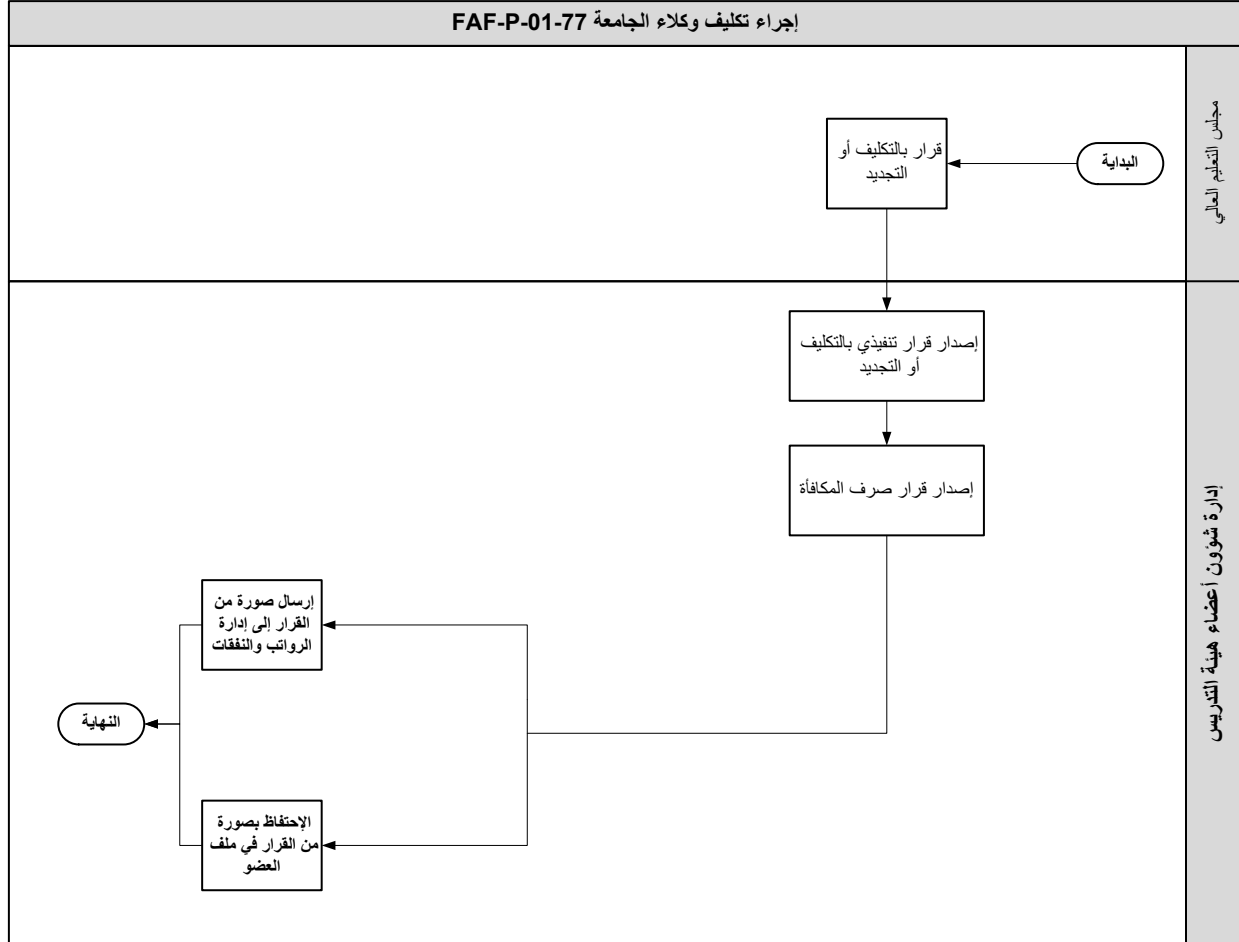 إجراء تكليف وكلاء الجامعة FAF-P-01-77
مجلس التعليم العالي
البداية
قرار بالتكليف أو
التجديد
إدارة شؤون أعضاء هيئة التدريس
إصدار قرار تنفيذي بالتكليف
أو التجديد
إصدار قرار صرف المكافأة
إرسال صورة من
القرار إلى إدارة
الرواتب والنفقات
الإحتفاظ بصورة
من القرار في ملف
العضو
النهاية